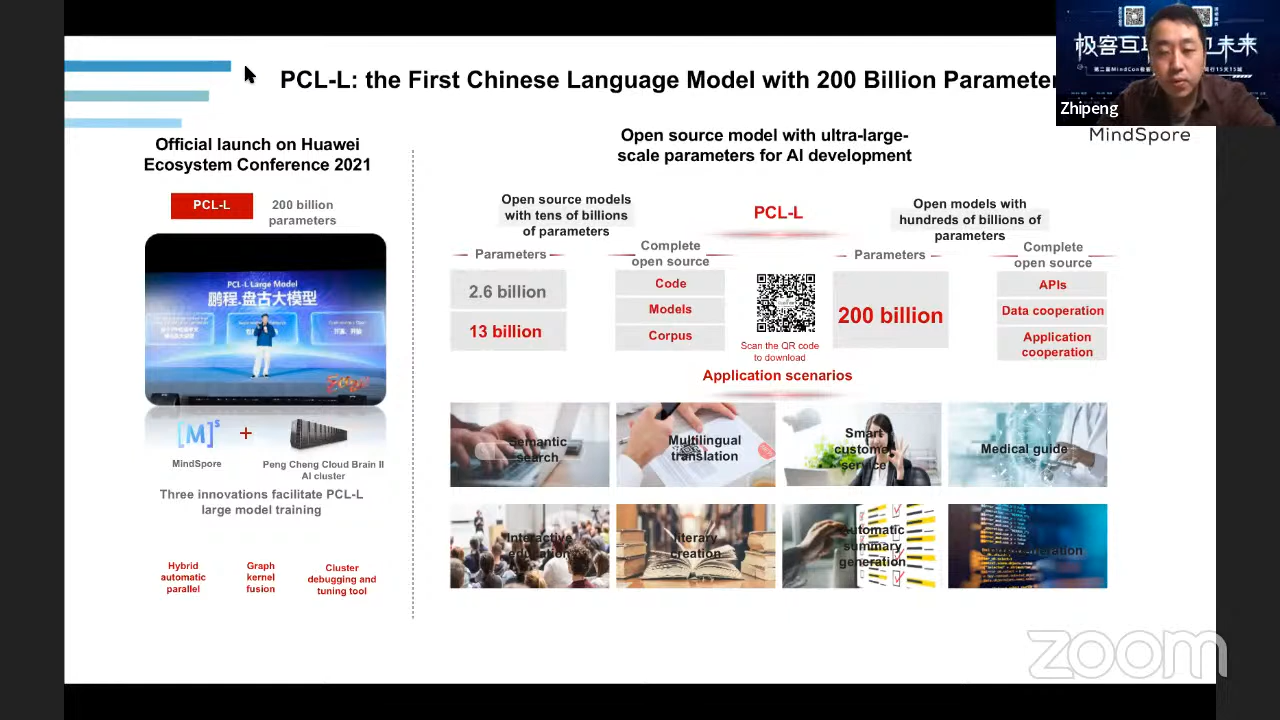 PCL-L: the First Chinese Language Model with 200 Billion Parameter
Zhipeng
MindSpore
Official launch on Huawei
Ecosystem Conference 2021
PCL-L
200 billion
parameters
PCL-L Large Model
鹏程.盘古大模型
[M]s
+
MindSpore
Peng Cheng Cloud Brain II
AI cluster
Three innovations facilitate PCL-L
large model training
Hybrid
automatic
parallel
Graph
kernel
fusion
Cluster
debugging and
tuning tool
Open source model with ultra-large-
scale parameters for AI development
Open source models
with tens of billions
of parameters
PCL-L
Open models with
hundreds of billions of
parameters
Parameters
2.6 billion
13 billion
Complete
open source
Code
Models
Corpus
Scan the QR code
to download
Parameters
200 billion
Complete
open source
APIs
Data cooperation
Application
cooperation
Application scenarios
Semantic
search
Multilingual
translation
Smart
customer
service
Medical guide
Interactive
education
literary
creation
Automatic
summary
generation
generation
zoom